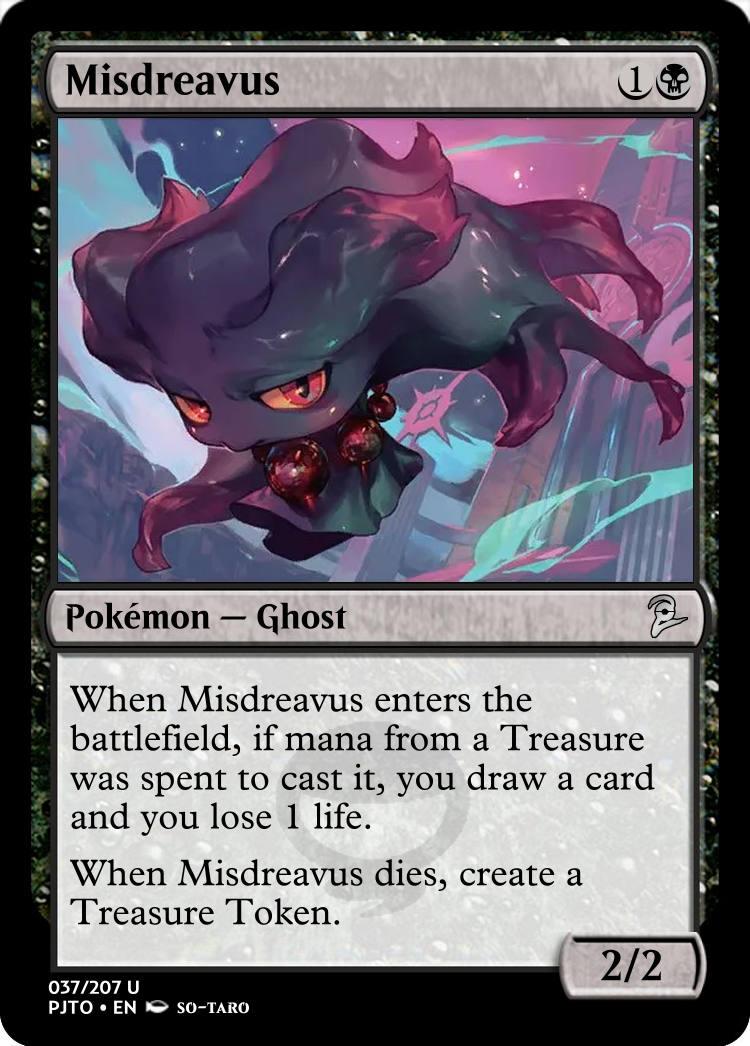 Misdreavus 1
Pokémon — Ghost
When Misdreavus enters the
battlefield, if mana from a Treasure
was spent to cast it, you draw a card
and you lose 1 life.
When Misdreavus dies, create a
Treasure Token.
2/2
037/207 U
PJTO • EN SO-TARO